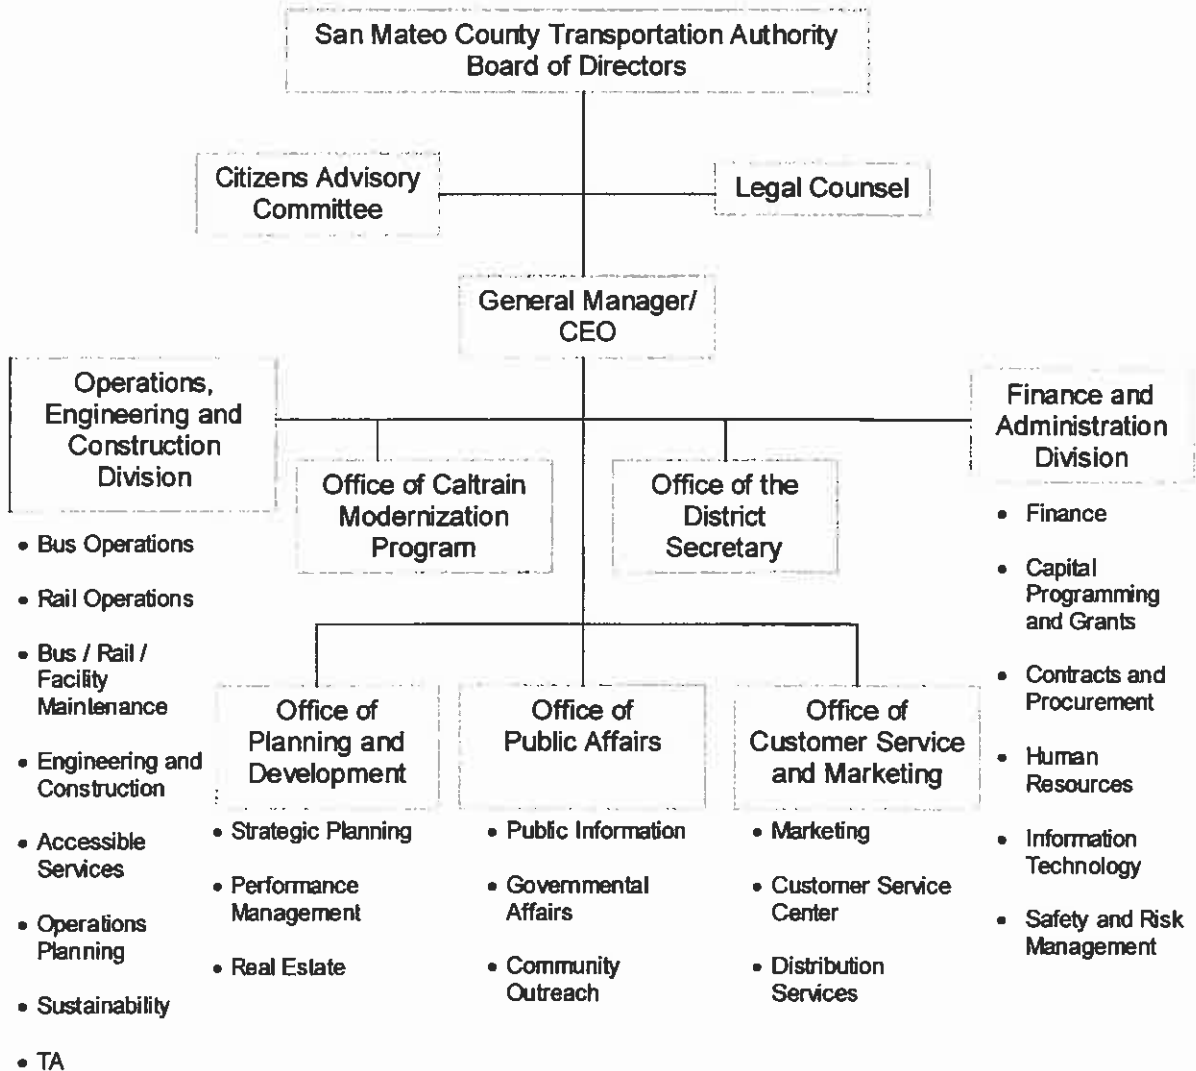 San Mateo County Transportation Authority
Board of Directors
Citizens Advisory
Committee
Legal Counsel
General Manager/
CEO
Operations,
Engineering and
Construction
Division
Finance and
Administration
Division
Office of Caltrain
Modernization
Program
Office of the
District
Secretary
• Bus Operations
• Rail Operations
• Bus / Rail /
Facility
Maintenance
• Engineering and
Construction
• Accessible
Services
• Operations
Planning
• Sustainability
• TA
Office of
Planning and
Development
• Strategic Planning
• Performance
Management
• Real Estate
Office of
Public Affairs
• Public Information
• Governmental
Affairs
• Community
Outreach
Office of
Customer Service
and Marketing
• Marketing
• Customer Service
Center
• Distribution
Services
• Finance
• Capital
Programming
and Grants
• Contracts and
Procurement
• Human
Resources
• Information
Technology
• Safety and Risk
Management